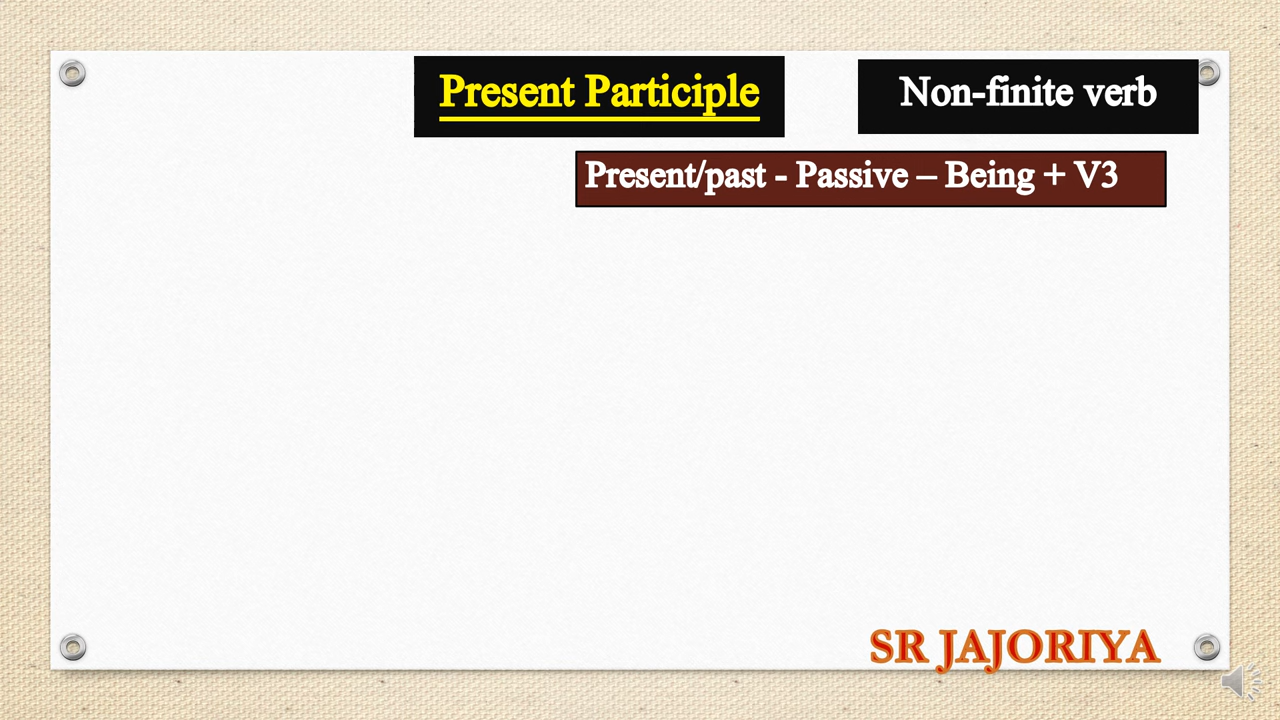 Present Participle
Non-finite verb
Present/past - Passive – Being + V3
SR JAJORIYA